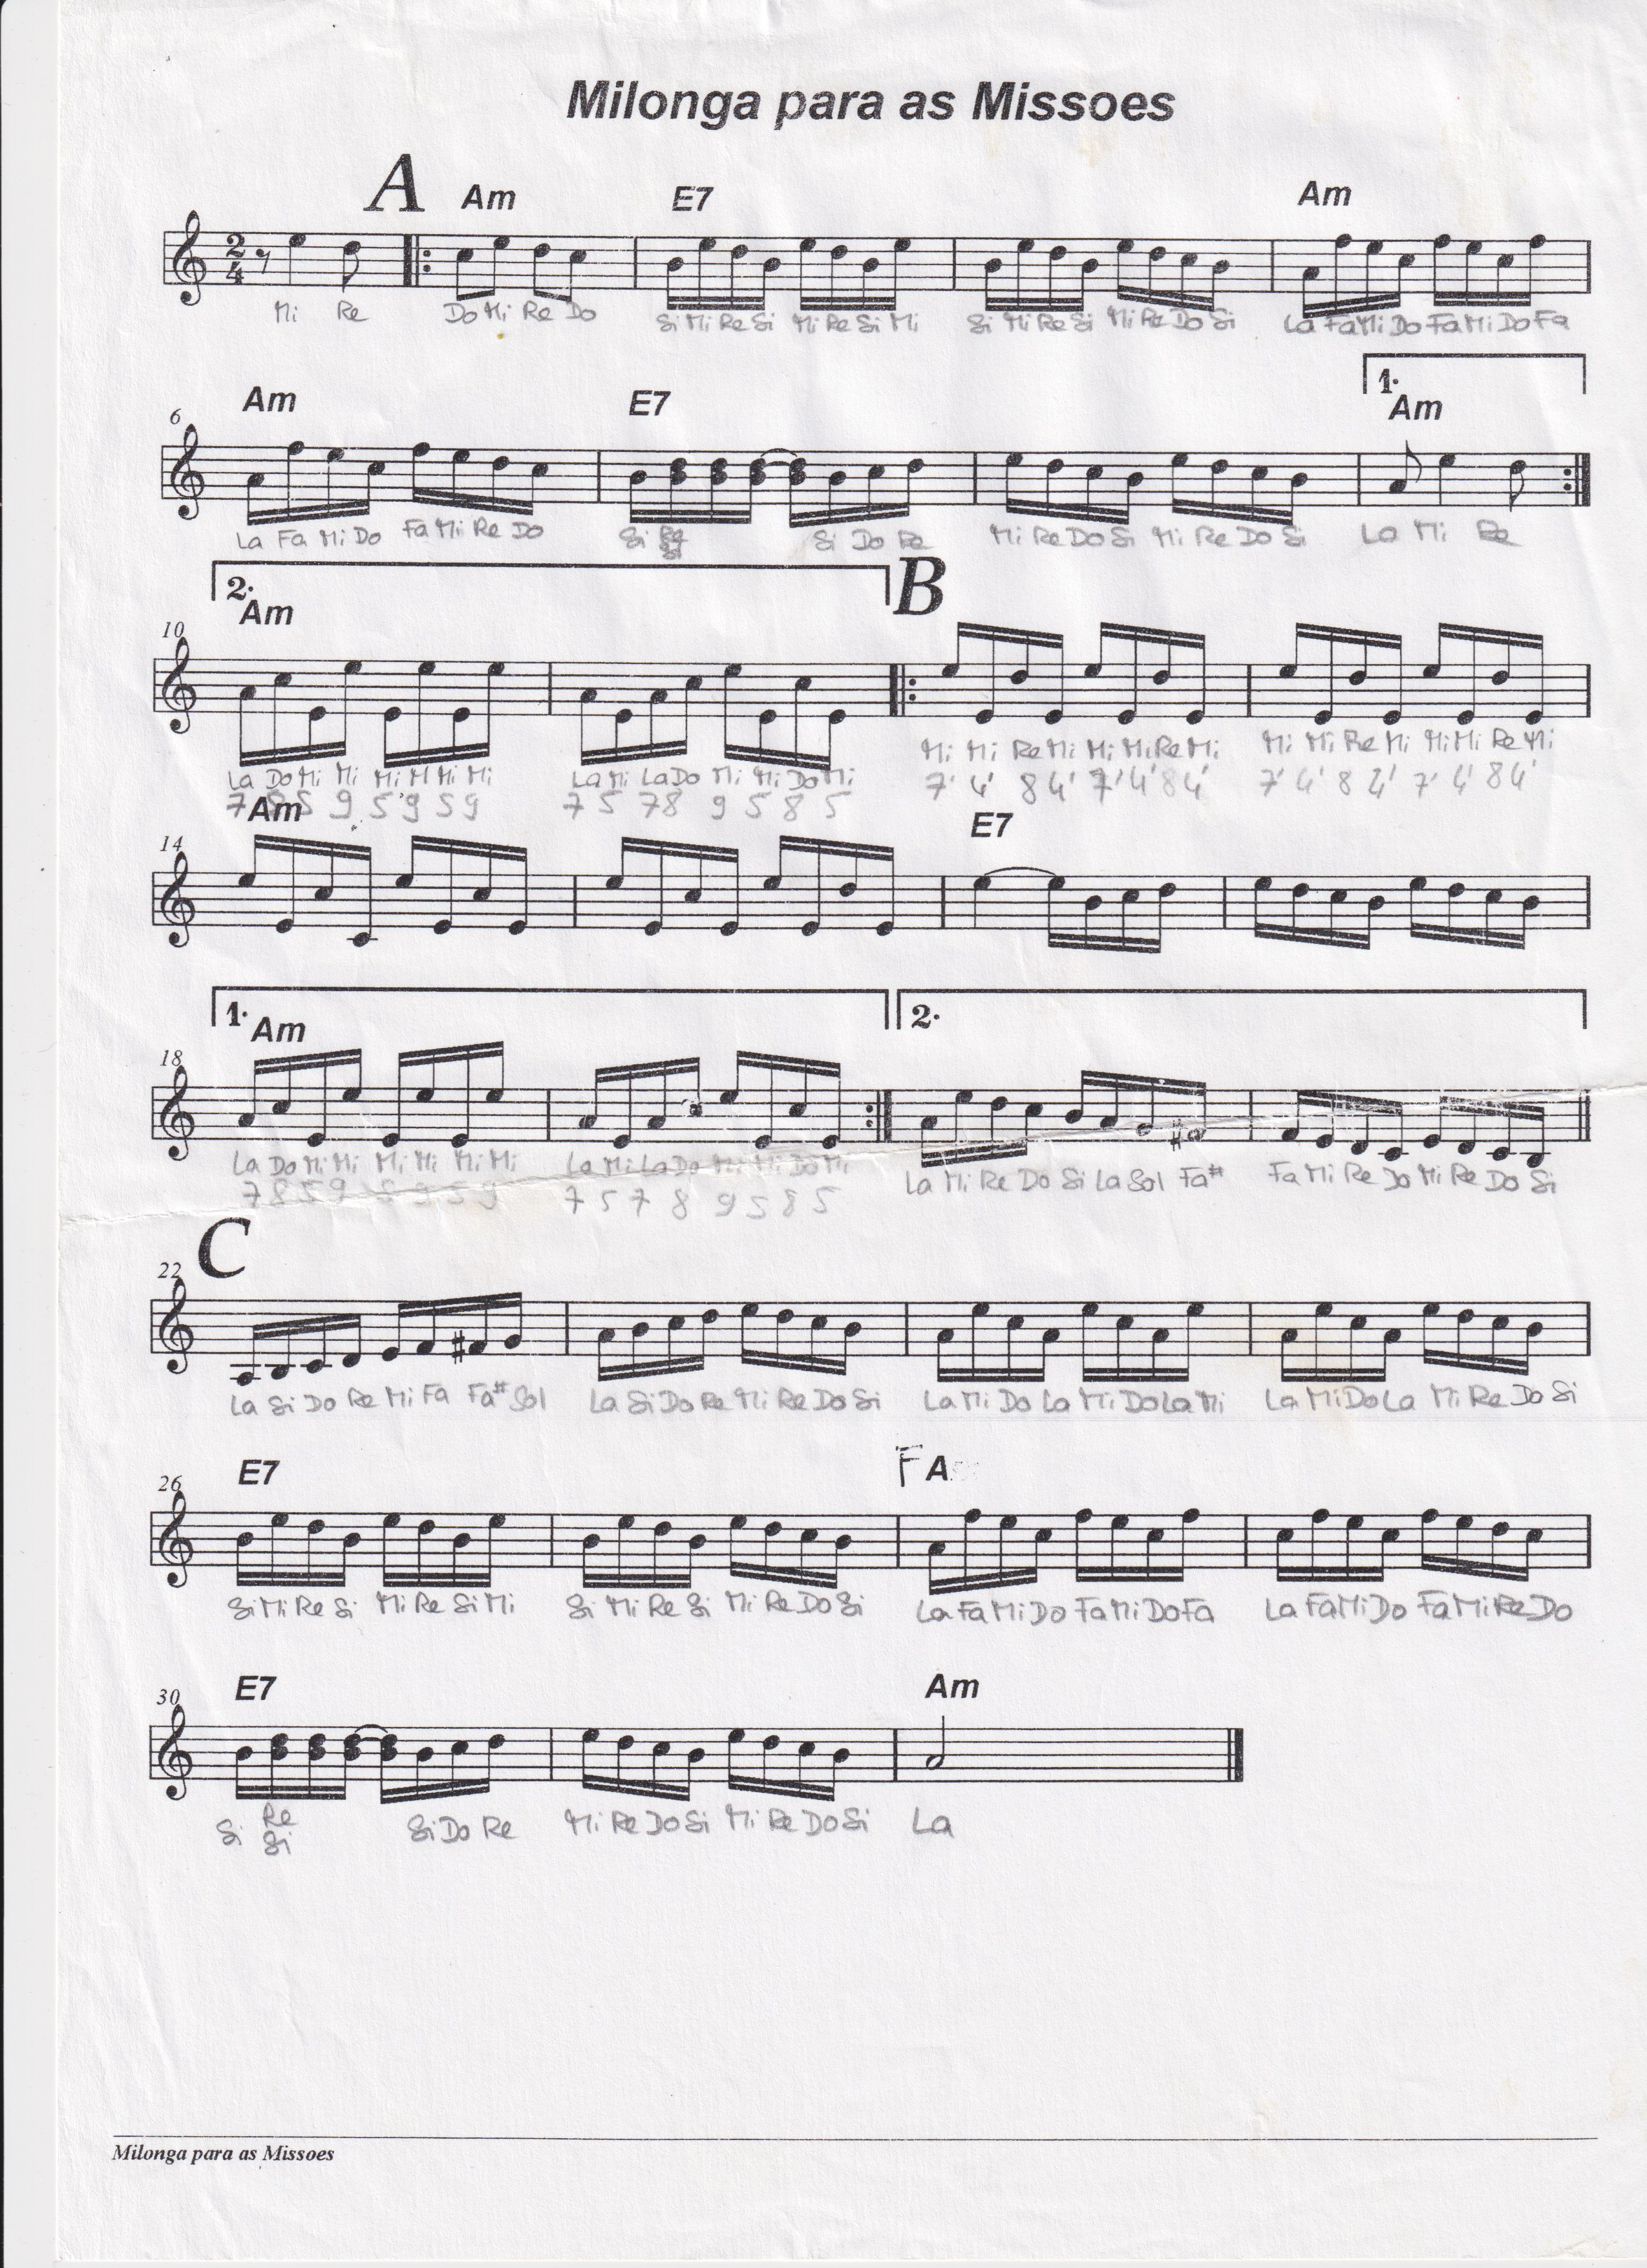 Milonga para as Missoes
A Am E7 Am
2
4
Mi Re Do Mi Re Do Si Mi Re Si Mi Re Si Mi Si Mi Re Si Mi Re Do Si La Fa Mi Do Fa Mi Do Fa
1.
Am E7 Am
6
La Fa Mi Do Fa Mi Re Do Si Re Si Do Re Mi Re Do Si Mi Re Do Si La Mi Re
Si
2. B
Am
10
La Do Mi Mi Mi Mi Mi Mi La Mi La Do Mi Mi Do Mi Mi Mi Re Mi Mi Mi Re Mi Mi Mi Re Mi Mi Mi Re Mi
7 8 5 9 5 9 5 9 7 5 7 8 9 5 8 5 7' 4' 8 4' 7' 4' 8 4' 7' 4' 8 4' 7' 4' 8 4'
Am E7
14
1. Am 2.
18
La Do Mi Mi Mi Mi Mi Mi La Mi La Do Mi Mi Do Mi La Mi Re Do Si La Sol Fa# Fa Mi Re Do Mi Re Do Si
7 8 5 9 5 9 5 9 7 5 7 8 9 5 8 5
C
22
La Si Do Re Mi Fa Fa# Sol La Si Do Re Mi Re Do Si La Mi Do La Mi Do La Mi La Mi Do La Mi Re Do Si
E7 F A
26
Si Mi Re Si Mi Re Si Mi Si Mi Re Si Mi Re Do Si La Fa Mi Do Fa Mi Do Fa La Fa Mi Do Fa Mi Re Do
E7 Am
30
Si Re Si Do Re Mi Re Do Si Mi Re Do Si La
Si
Milonga para as Missoes